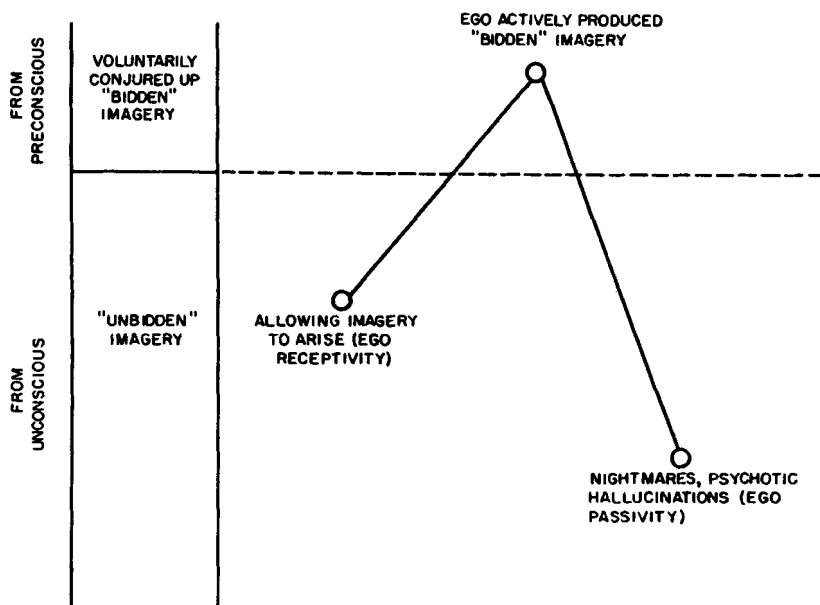 FROM
PRECONSCIOUS
VOLUNTARILY
CONJURED UP
"BIDDEN"
IMAGERY
EGO ACTIVELY PRODUCED
"BIDDEN" IMAGERY
FROM
UNCONSCIOUS
"UNBIDDEN"
IMAGERY
ALLOWING IMAGERY
TO ARISE (EGO
RECEPTIVITY)
NIGHTMARES, PSYCHOTIC
HALLUCINATIONS (EGO
PASSIVITY)